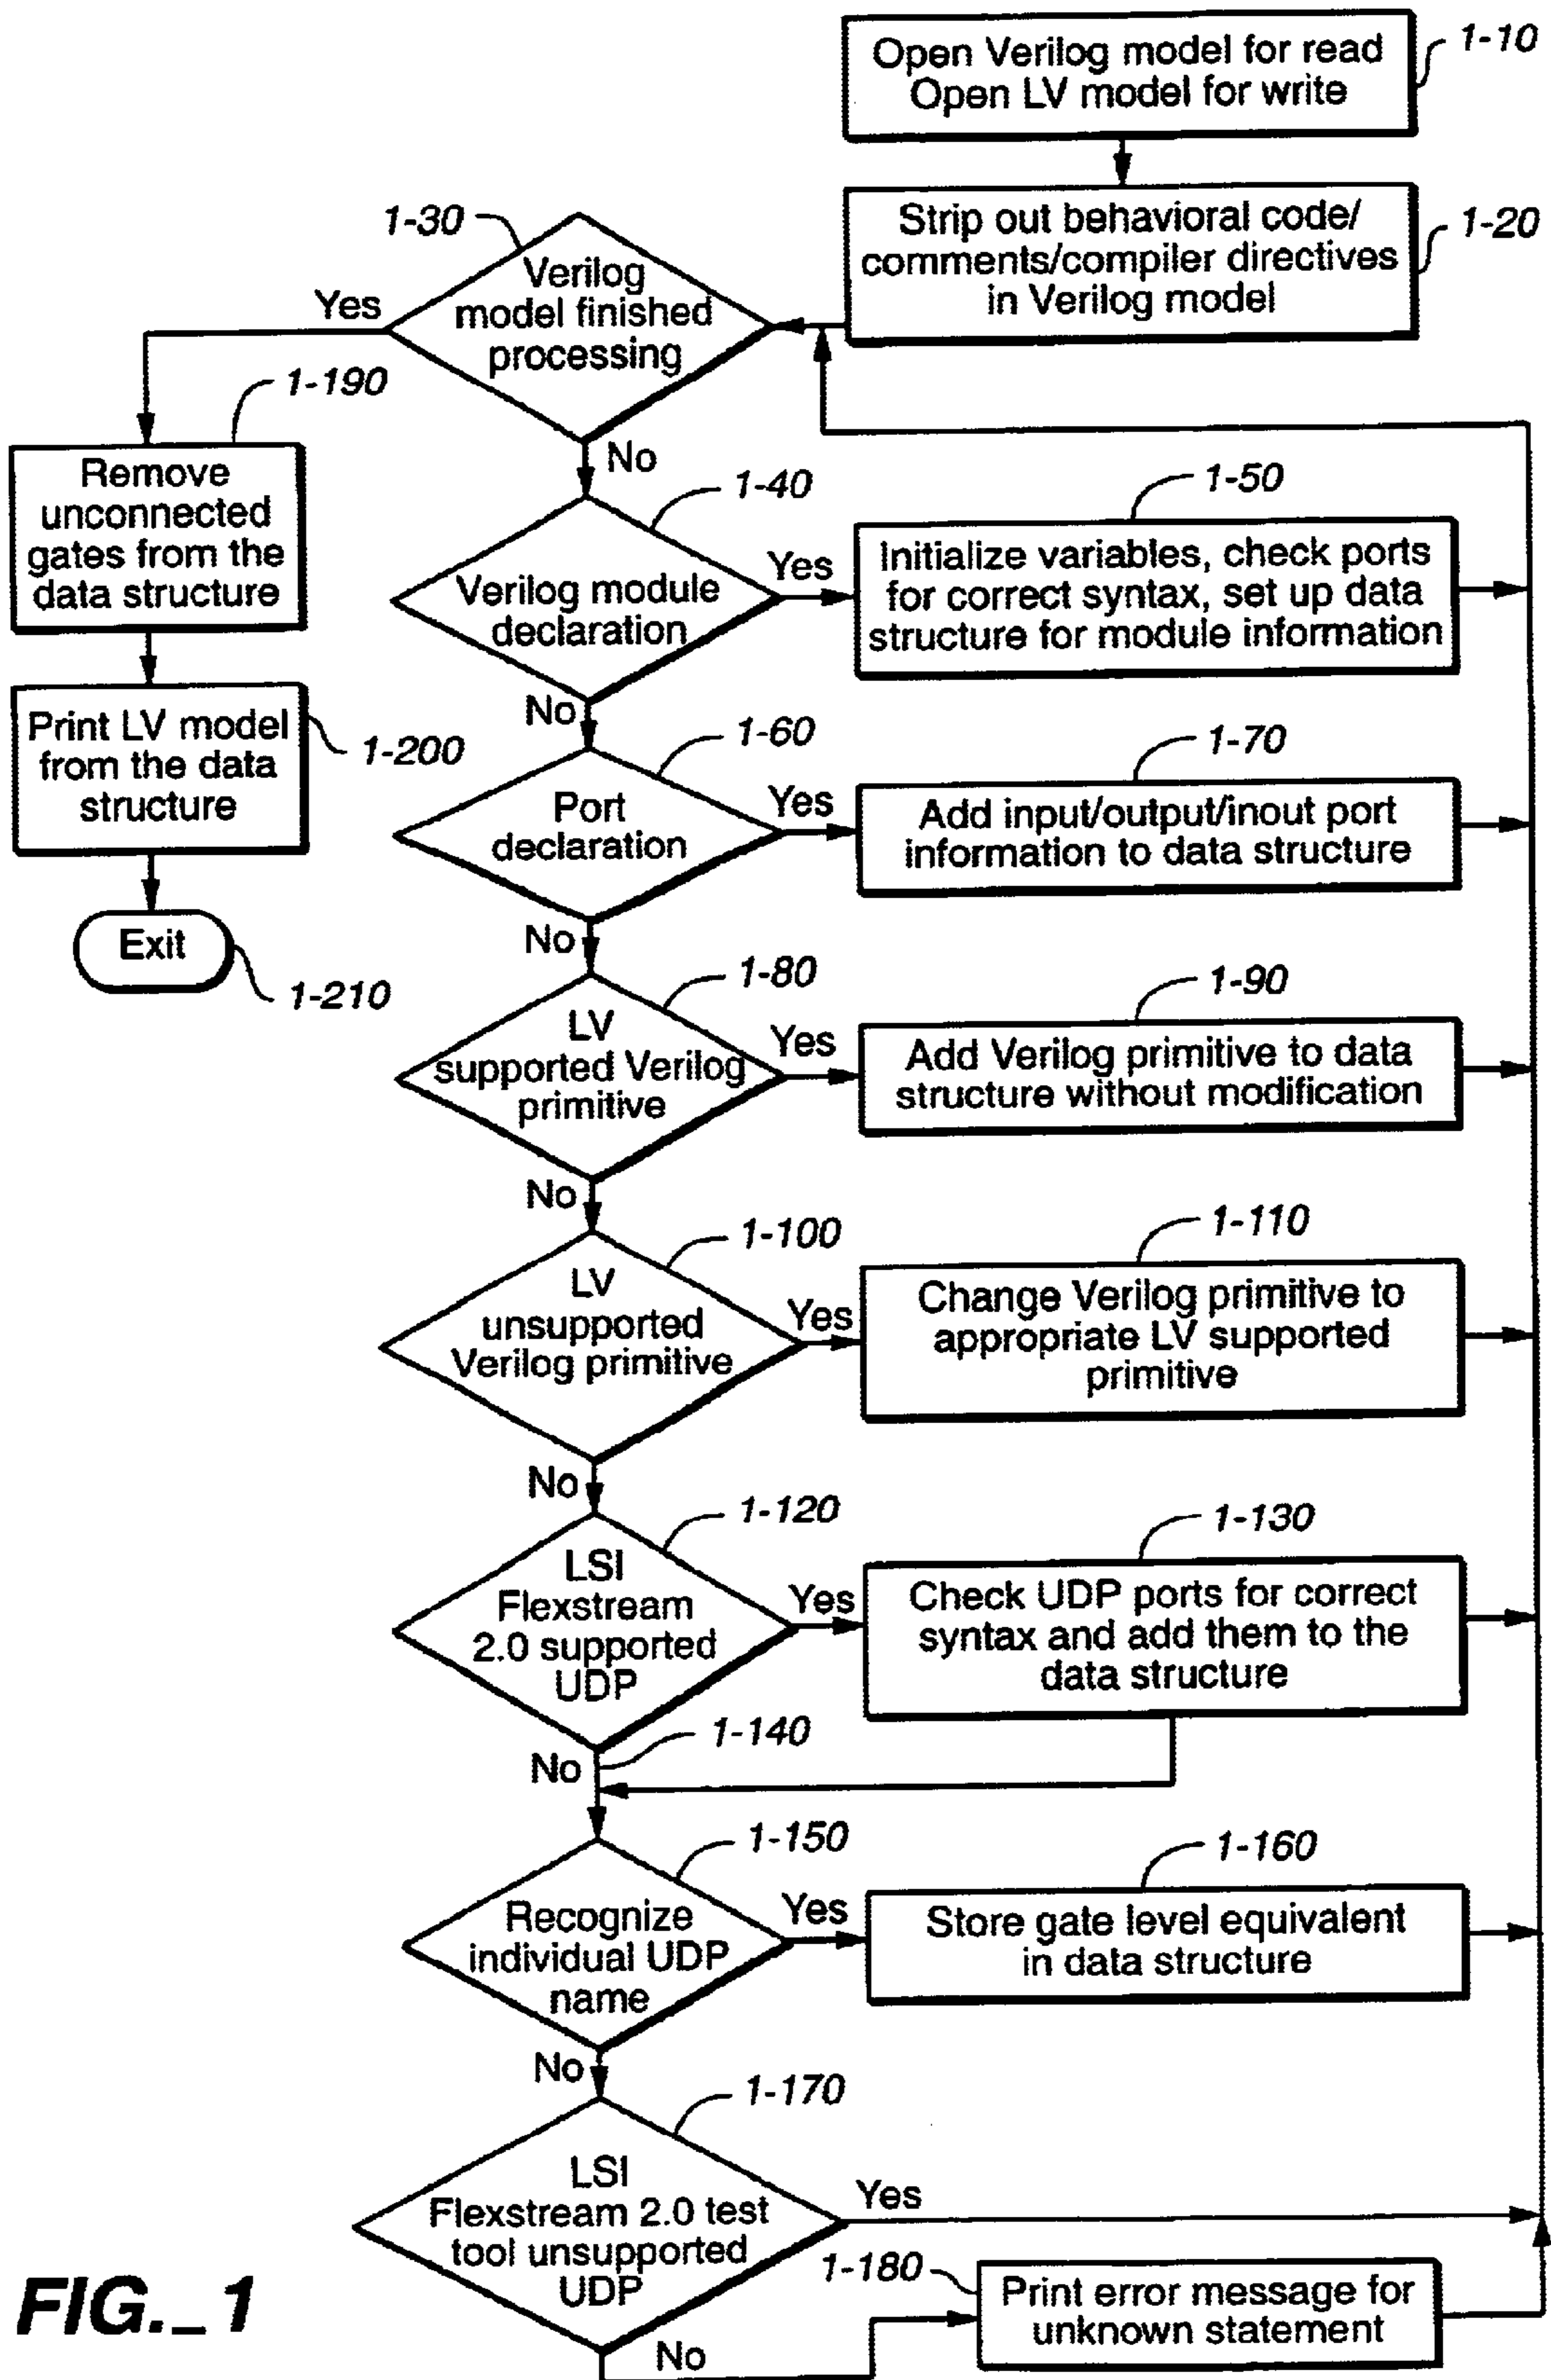 Open Verilog model for read
Open LV model for write
1-10
Strip out behavioral code/
comments/compiler directives
in Verilog model
1-20
1-30
Verilog
model finished
processing
Yes
No
1-190
Remove
unconnected
gates from the
data structure
Print LV model
from the data
structure
1-200
Exit
1-210
1-40
Verilog module
declaration
Yes
No
1-50
Initialize variables, check ports
for correct syntax, set up data
structure for module information
1-60
Port
declaration
Yes
No
1-70
Add input/output/inout port
information to data structure
1-80
LV
supported Verilog
primitive
Yes
No
1-90
Add Verilog primitive to data
structure without modification
1-100
LV
unsupported
Verilog primitive
Yes
No
1-110
Change Verilog primitive to
appropriate LV supported
primitive
1-120
LSI
Flexstream
2.0 supported
UDP
Yes
No
1-130
Check UDP ports for correct
syntax and add them to the
data structure
1-140
1-150
Recognize
individual UDP
name
Yes
No
1-160
Store gate level equivalent
in data structure
1-170
LSI
Flexstream 2.0 test
tool unsupported
UDP
Yes
No
1-180
Print error message for
unknown statement
FIG._1